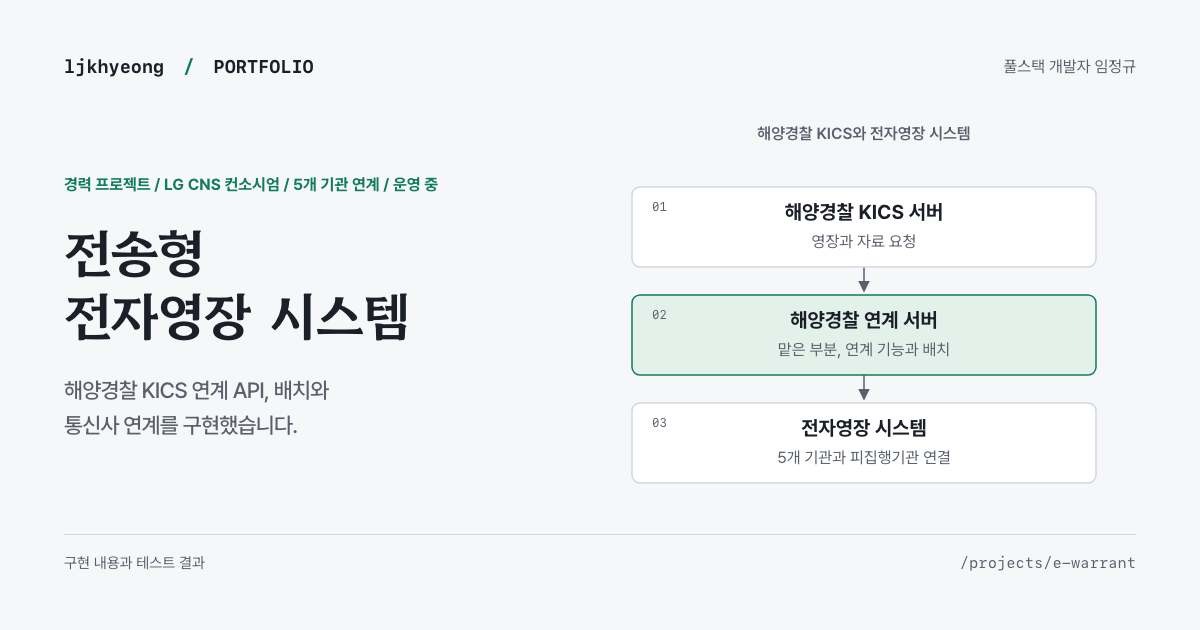 ljkhyeong / PORTFOLIO
풀스택 개발자 임정규
경력 프로젝트 / LG CNS 컨소시엄 / 5개 기관 연계 / 운영 중
전송형
전자영장 시스템
해양경찰 KICS 연계 API, 배치와
통신사 연계를 구현했습니다.
해양경찰 KICS와 전자영장 시스템
01
해양경찰 KICS 서버
영장과 자료 요청
02
해양경찰 연계 서버
맡은 부분, 연계 기능과 배치
03
전자영장 시스템
5개 기관과 피집행기관 연결
구현 내용과 테스트 결과
/projects/e-warrant